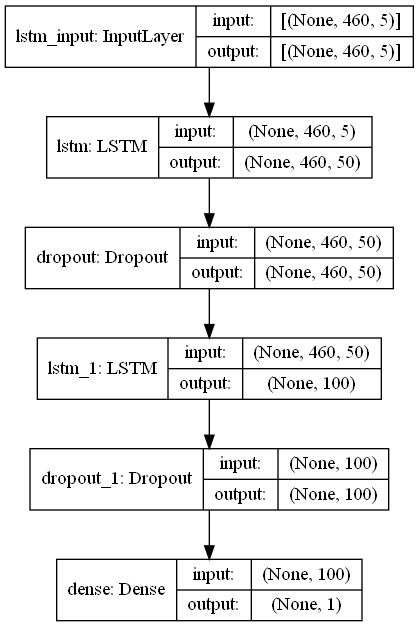 lstm_input: InputLayer
input: [(None, 460, 5)]
output: [(None, 460, 5)]
lstm: LSTM
input: (None, 460, 5)
output: (None, 460, 50)
dropout: Dropout
input: (None, 460, 50)
output: (None, 460, 50)
lstm_1: LSTM
input: (None, 460, 50)
output: (None, 100)
dropout_1: Dropout
input: (None, 100)
output: (None, 100)
dense: Dense
input: (None, 100)
output: (None, 1)